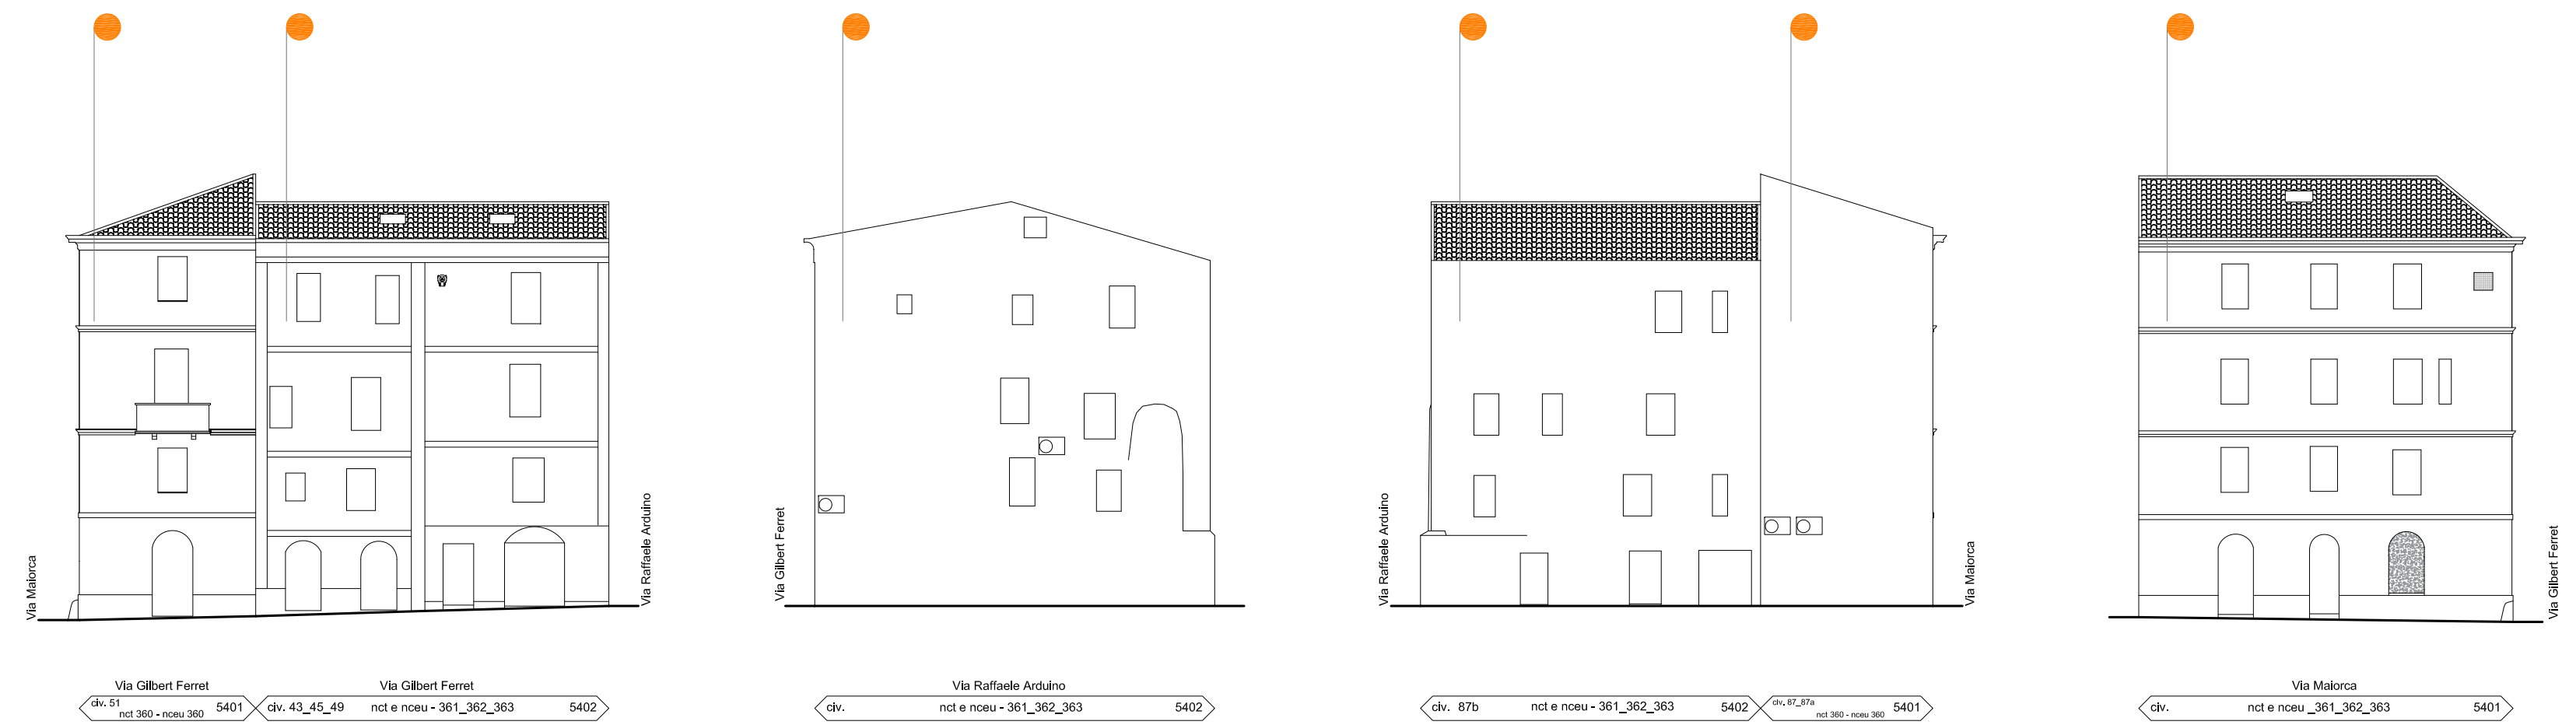 Via Maiorca
Via Raffaele Arduino
Via Gilbert Ferret
Via Gilbert Ferret
civ. 51
nct 360 - nceu 360
5401
civ. 43_45_49
nct e nceu - 361_362_363
5402
Via Gilbert Ferret
Via Raffaele Arduino
civ.
nct e nceu - 361_362_363
5402
Via Raffaele Arduino
Via Maiorca
civ. 87b
nct e nceu - 361_362_363
5402
civ. 87_87a
nct 360 - nceu 360
5401
Via Gilbert Ferret
Via Maiorca
civ.
nct e nceu _361_362_363
5401